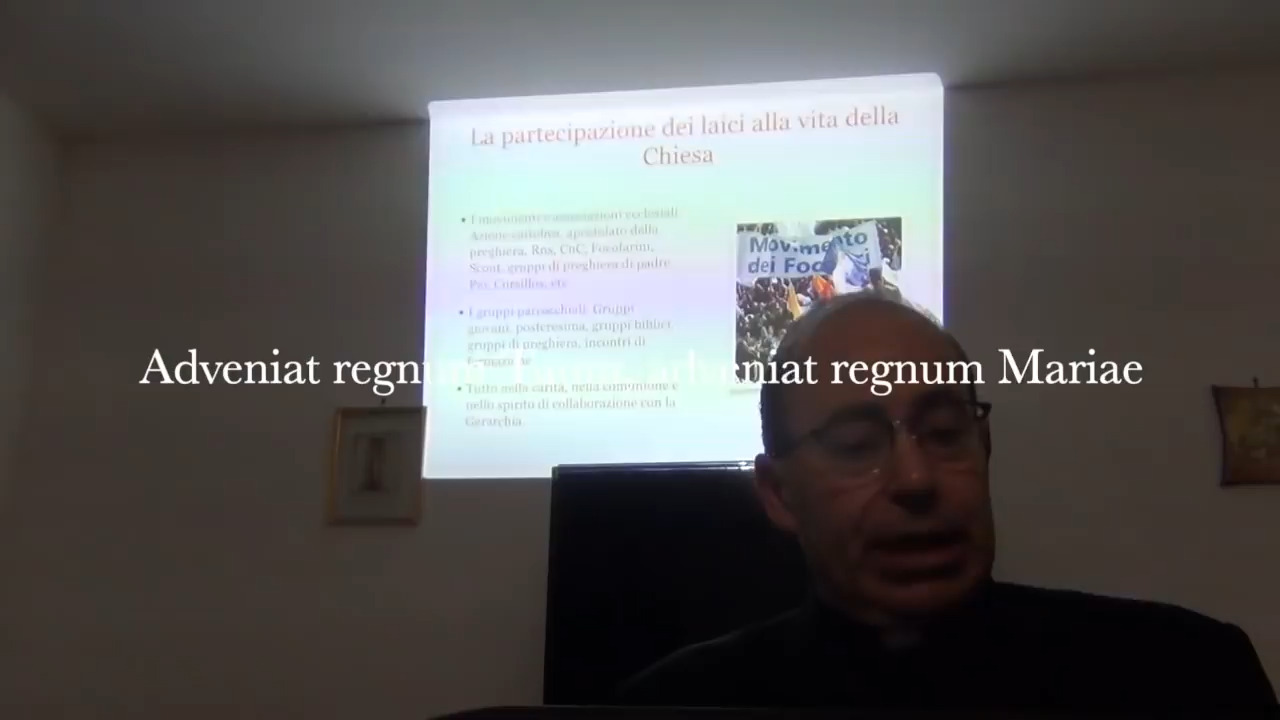 La partecipazione dei laici alla vita della
Chiesa
• I movimenti e associazioni ecclesiali
Azione cattolica, apostolato della
preghiera, Rns, CnC, Focolarini,
Scout, gruppi di preghiera di padre
Pio, Cursillos, etc
• I gruppi parrocchiali. Gruppi
giovani, postcresima, gruppi biblici,
gruppi di preghiera, incontri di
• Tutto nella carità, nella comunione e
nello spirito di collaborazione con la
Gerarchia
Movimento
dei Foc
Adveniat regnum adveniat regnum Mariae